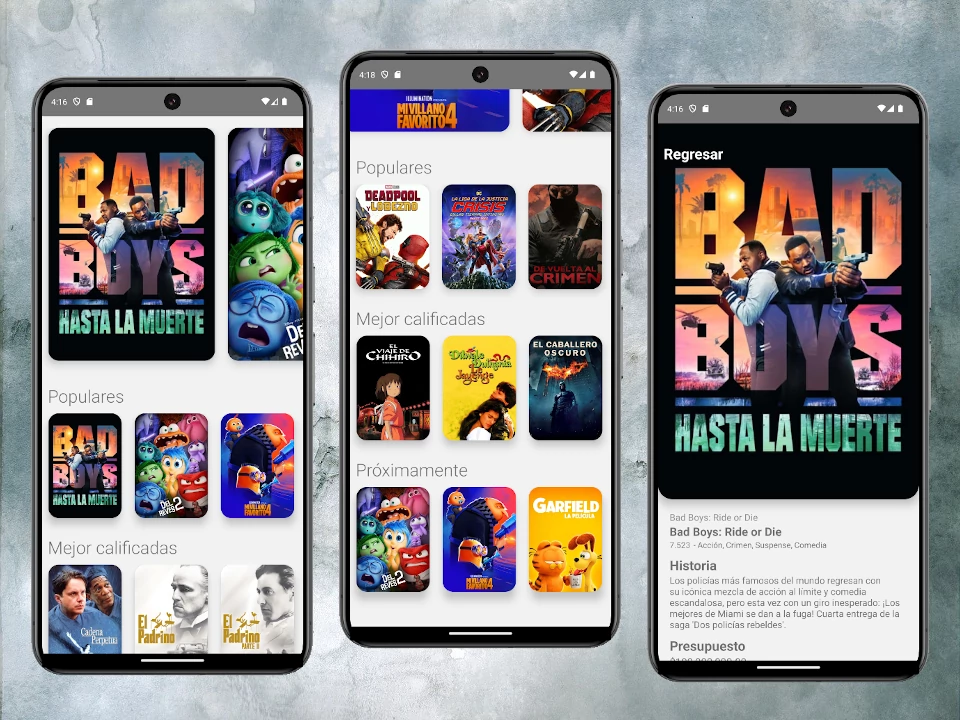 4:16
BAD
BOYS
HASTA LA MUERTE
DEL
REVÉS
Populares
BAD
BOYS
HASTA LA MUERTE
DEL
REVÉS 2
MI VILLANO
FAVORITO 4
Mejor calificadas
Cadena
Perpetua
El
Padrino
El
Padrino
PARTE II
4:18
ILLUMINATION
MI VILLANO
FAVORITO 4
Populares
DEADPOOL
Y LOBEZNO
DC
LA LIGA DE LA JUSTICIA
CRISIS
DE VUELTA AL
CRIMEN
Mejor calificadas
EL
VIAJE DE
CHIHIRO
Dilwale
Dulhania
Le
Jayenge
EL CABALLERO
OSCURO
Próximamente
DEL
REVÉS 2
MI VILLANO
FAVORITO 4
GARFIELD
LA PELÍCULA
4:16
Regresar
BAD
BOYS
HASTA LA MUERTE
Bad Boys: Ride or Die
Bad Boys: Ride or Die
7.523 - Acción, Crimen, Suspense, Comedia
Historia
Los policías más famosos del mundo regresan con
su icónica mezcla de acción al límite y comedia
escandalosa, pero esta vez con un giro inesperado: ¡Los
mejores de Miami se dan a la fuga! Cuarta entrega de la
saga 'Dos policías rebeldes'.
Presupuesto